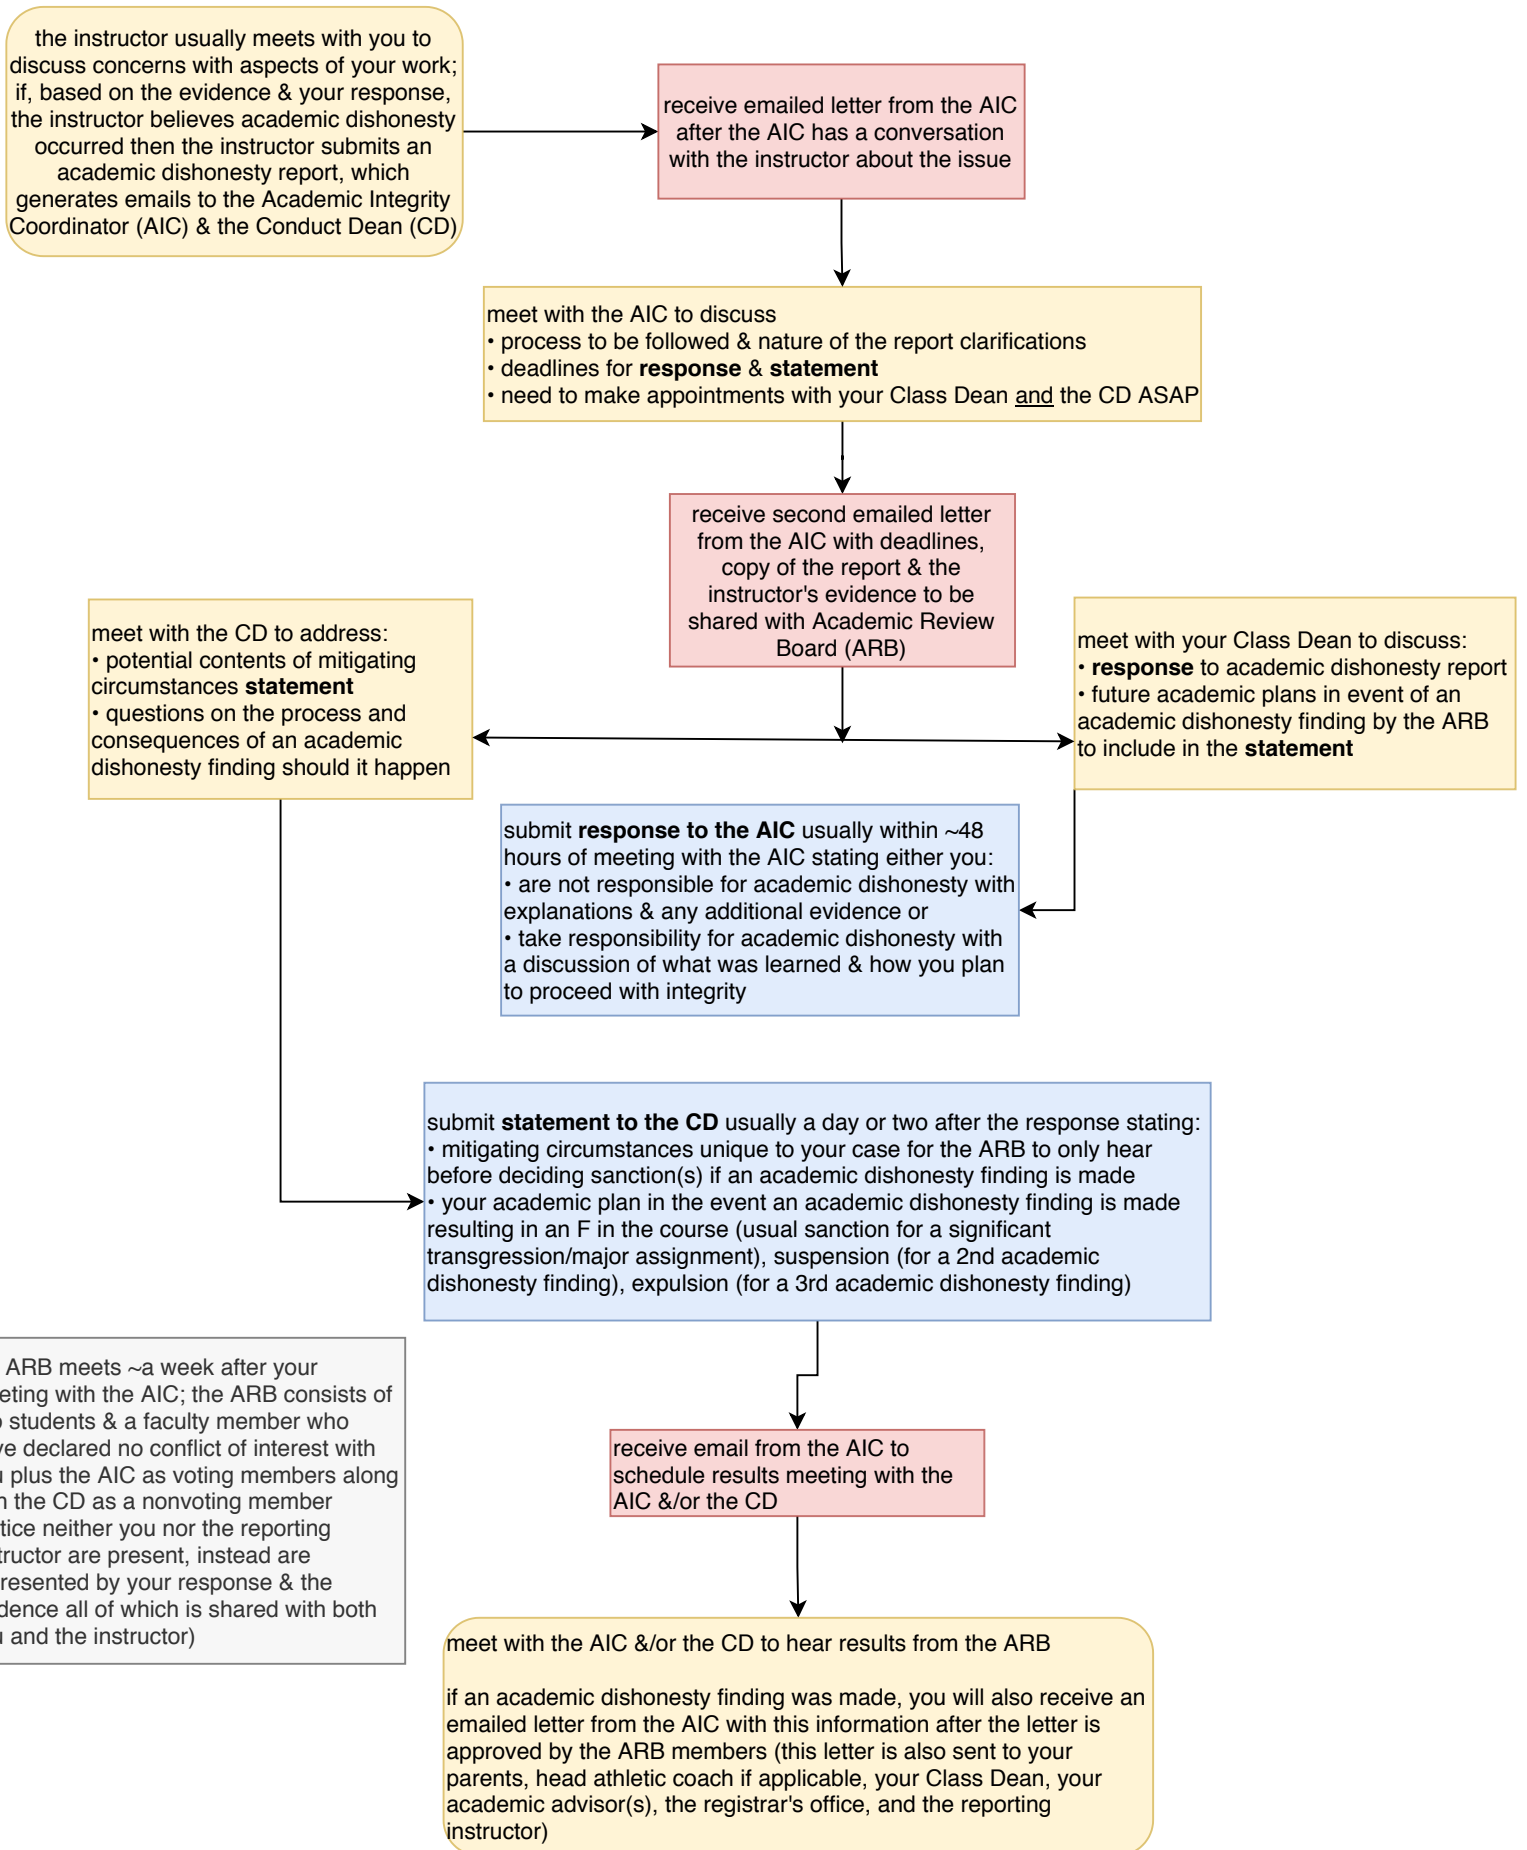 the instructor usually meets with you to
discuss concerns with aspects of your work;
if, based on the evidence & your response,
the instructor believes academic dishonesty
occurred then the instructor submits an
academic dishonesty report, which
generates emails to the Academic Integrity
Coordinator (AIC) & the Conduct Dean (CD)
receive emailed letter from the AIC
after the AIC has a conversation
with the instructor about the issue
meet with the AIC to discuss
• process to be followed & nature of the report clarifications
• deadlines for response & statement
• need to make appointments with your Class Dean and the CD ASAP
receive second emailed letter
from the AIC with deadlines,
copy of the report & the
instructor's evidence to be
shared with Academic Review
Board (ARB)
meet with the CD to address:
• potential contents of mitigating
circumstances statement
• questions on the process and
consequences of an academic
dishonesty finding should it happen
meet with your Class Dean to discuss:
• response to academic dishonesty report
• future academic plans in event of an
academic dishonesty finding by the ARB
to include in the statement
submit response to the AIC usually within ~48
hours of meeting with the AIC stating either you:
• are not responsible for academic dishonesty with
explanations & any additional evidence or
• take responsibility for academic dishonesty with
a discussion of what was learned & how you plan
to proceed with integrity
submit statement to the CD usually a day or two after the response stating:
• mitigating circumstances unique to your case for the ARB to only hear
before deciding sanction(s) if an academic dishonesty finding is made
• your academic plan in the event an academic dishonesty finding is made
resulting in an F in the course (usual sanction for a significant
transgression/major assignment), suspension (for a 2nd academic
dishonesty finding), expulsion (for a 3rd academic dishonesty finding)
ARB meets ~a week after your
with the AIC; the ARB consists of
students & a faculty member who
declared no conflict of interest with
plus the AIC as voting members along
the CD as a nonvoting member
neither you nor the reporting
are present, instead are
by your response & the
all of which is shared with both
and the instructor)
receive email from the AIC to
schedule results meeting with the
AIC &/or the CD
meet with the AIC &/or the CD to hear results from the ARB
if an academic dishonesty finding was made, you will also receive an
emailed letter from the AIC with this information after the letter is
approved by the ARB members (this letter is also sent to your
parents, head athletic coach if applicable, your Class Dean, your
academic advisor(s), the registrar's office, and the reporting
instructor)